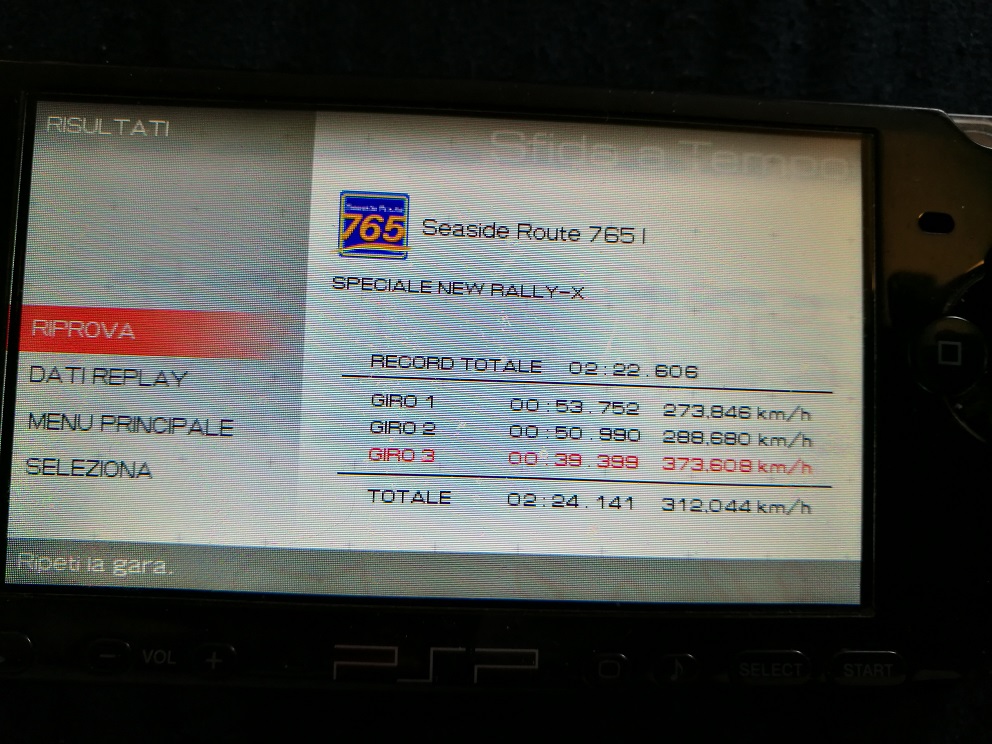 RISULTATI
Sfida a Tempo
765
Seaside Route 765 I
SPECIALE NEW RALLY-X
RIPROVA
DATI REPLAY
MENU PRINCIPALE
SELEZIONA
RECORD TOTALE 02:22.606
GIRO 1 00:53.752 273,846 km/h
GIRO 2 00:50.990 288,680 km/h
GIRO 3 00:39.399 373,608 km/h
TOTALE 02:24.141 312,044 km/h
Ripeti la gara.
- VOL +
PSP
SELECT
START